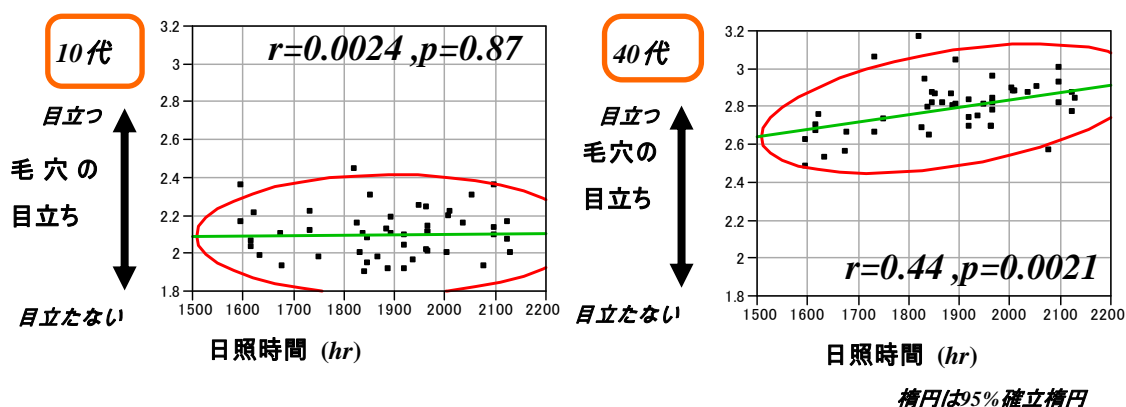 10代
r=0.0024 ,p=0.87
目立つ
毛 穴 の
目立ち
目立たない
3.2
3
2.8
2.6
2.4
2.2
2
1.8
1500 1600 1700 1800 1900 2000 2100 2200
日照時間 (hr)
40代
目立つ
毛穴の
目立ち
目立たない
3.2
3
2.8
2.6
2.4
2.2
2
1.8
r=0.44 ,p=0.0021
1500 1600 1700 1800 1900 2000 2100 2200
日照時間 (hr)
楕円は95%確立楕円